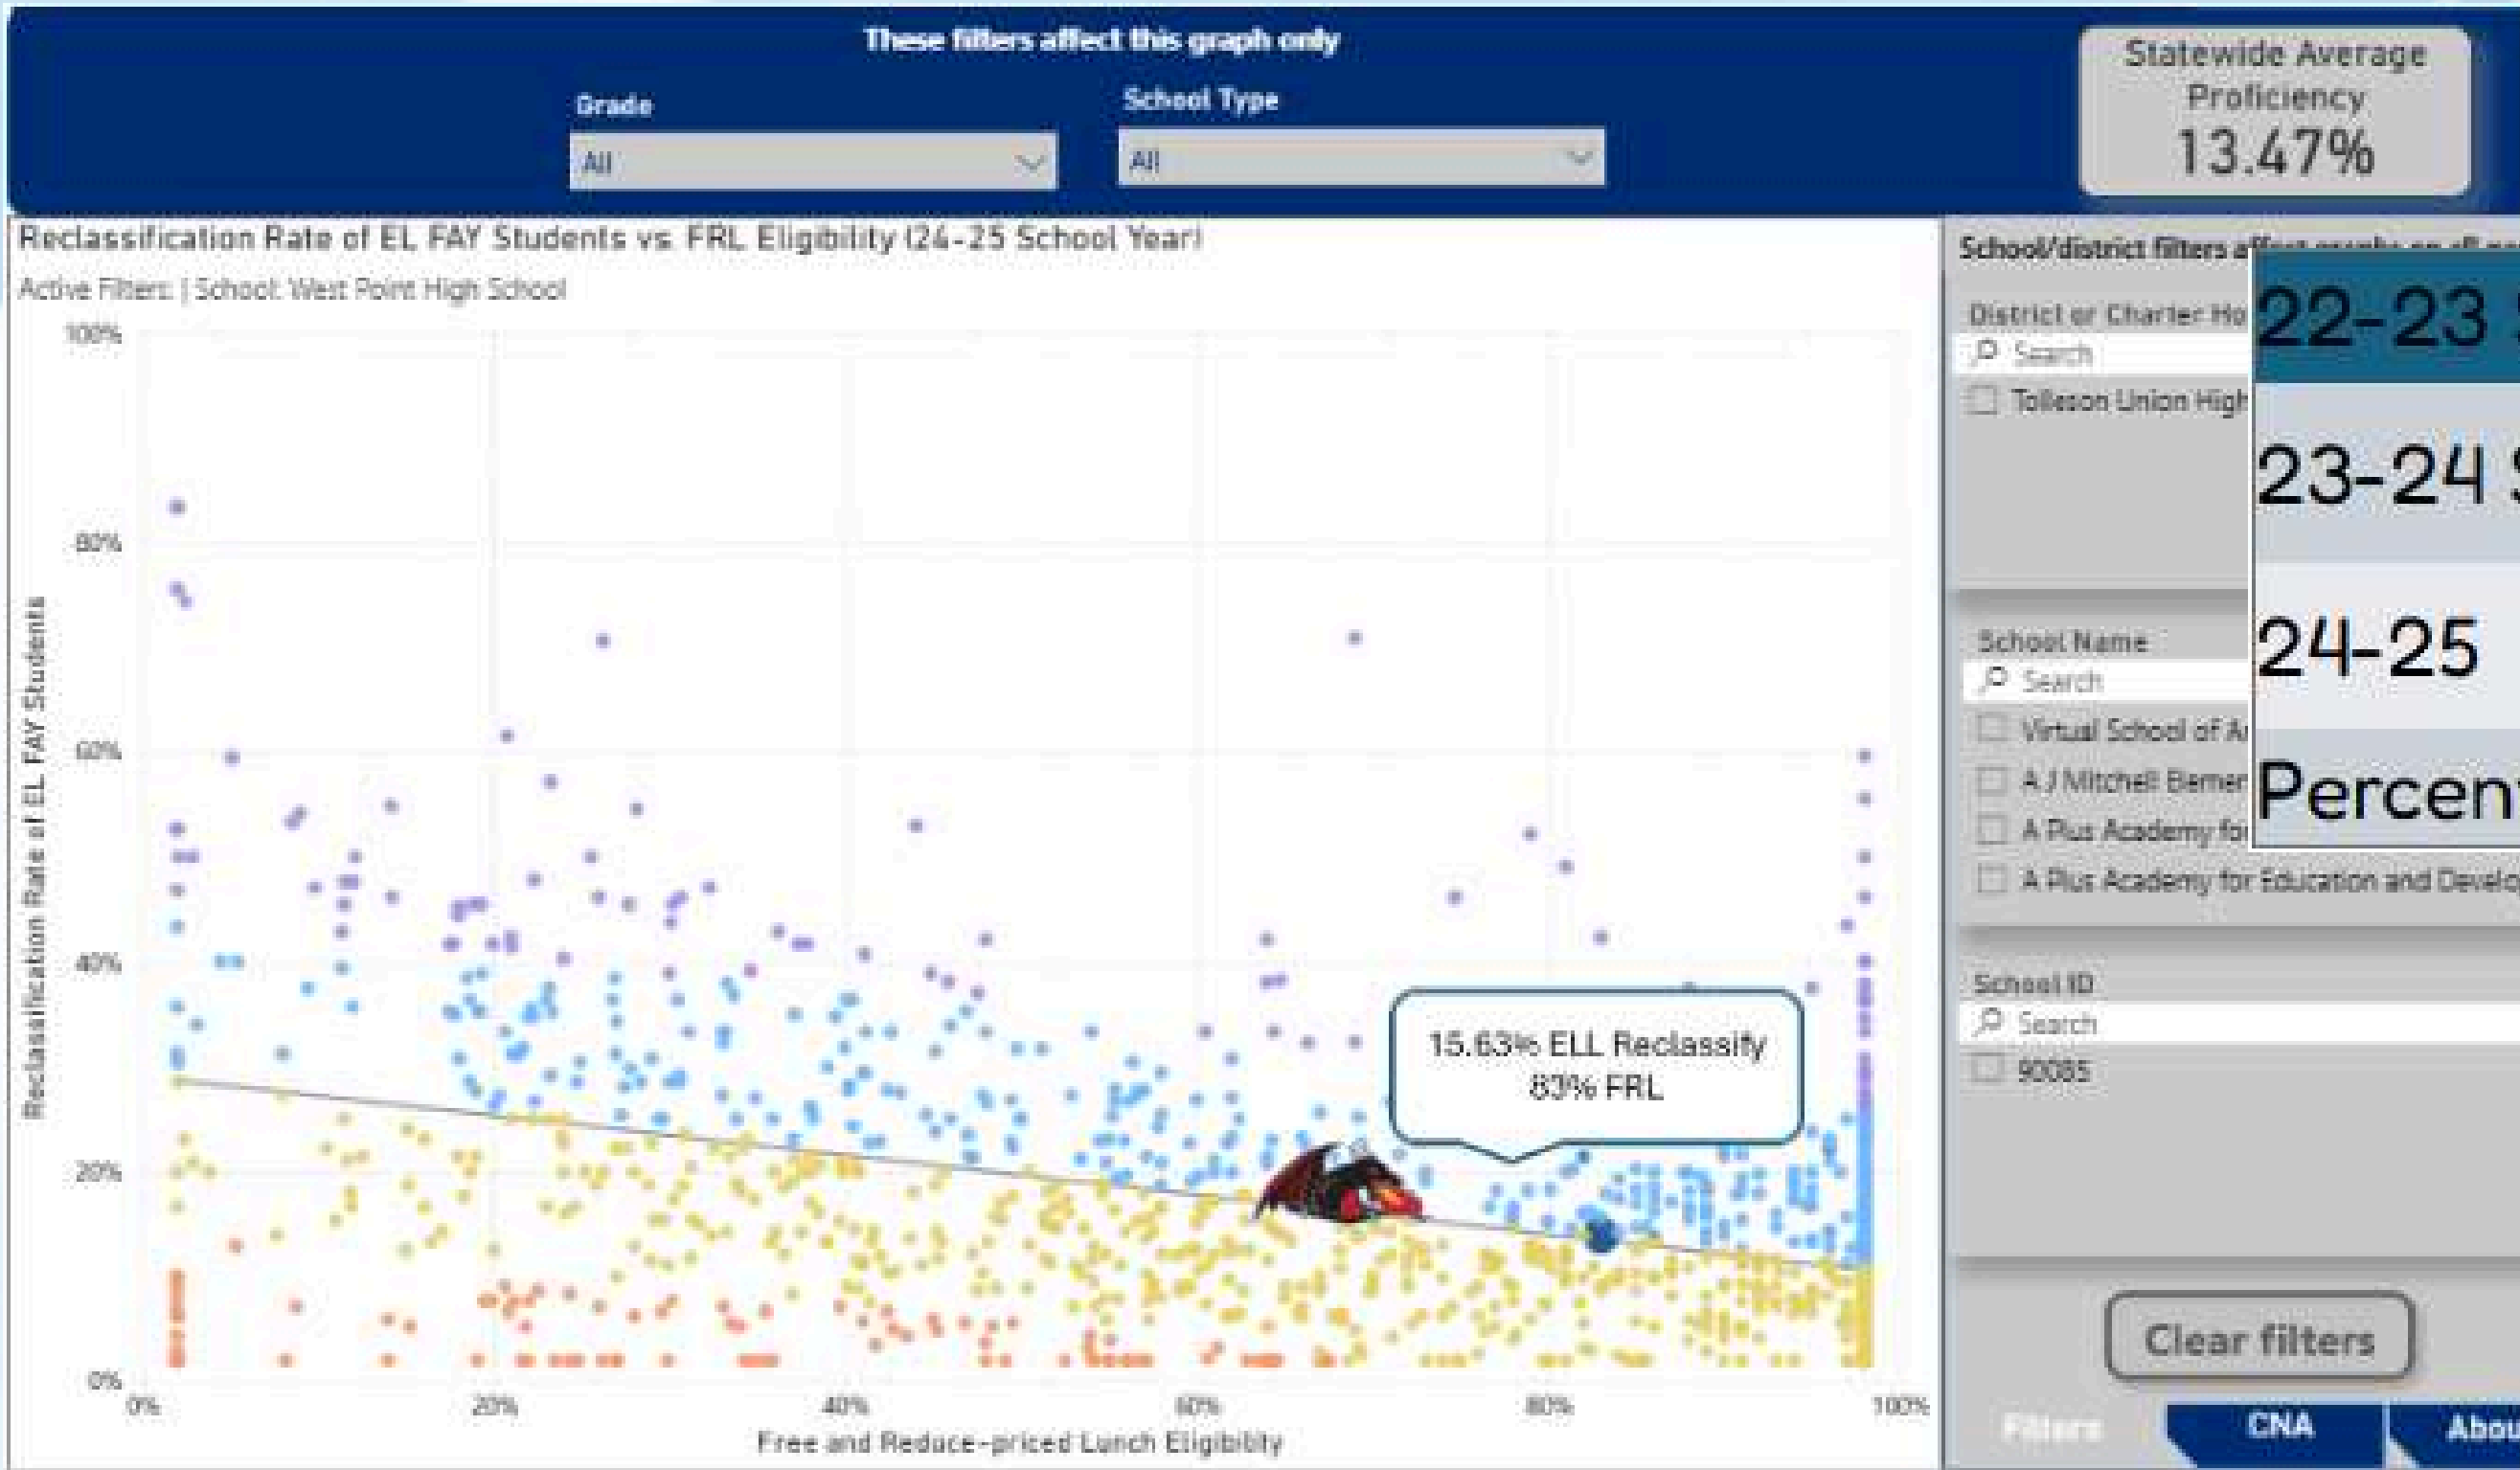 These filters affect this graph only
Grade
All
School Type
All
Statewide Average
Proficiency
13.47%
Reclassification Rate of EL FAY Students vs. FRL Eligibility (24-25 School Year)
Active Filters: | School: West Point High School
Reclassification Rate of EL FAY Students
100%
80%
60%
40%
20%
0%
0%
20%
40%
60%
80%
100%
Free and Reduce-priced Lunch Eligibility
15.63% ELL Reclassify
83% FRL
School/district filters
District or Charter Ho
Search
Tolleson Union High
School Name
Search
Virtual School of Ar
A J Mitchell Elemen
A Plus Academy for
A Plus Academy for Education and Develo
School ID
Search
90085
22-23
23-24
24-25
Percent
Clear filters
Filters
CNA
Abou